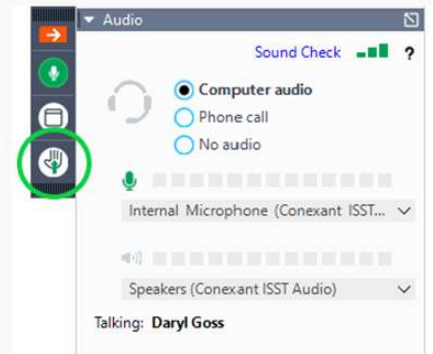 Audio
Sound Check ?
Computer audio
Phone call
No audio
Internal Microphone (Conexant ISST...
Speakers (Conexant ISST Audio)
Talking: Daryl Goss